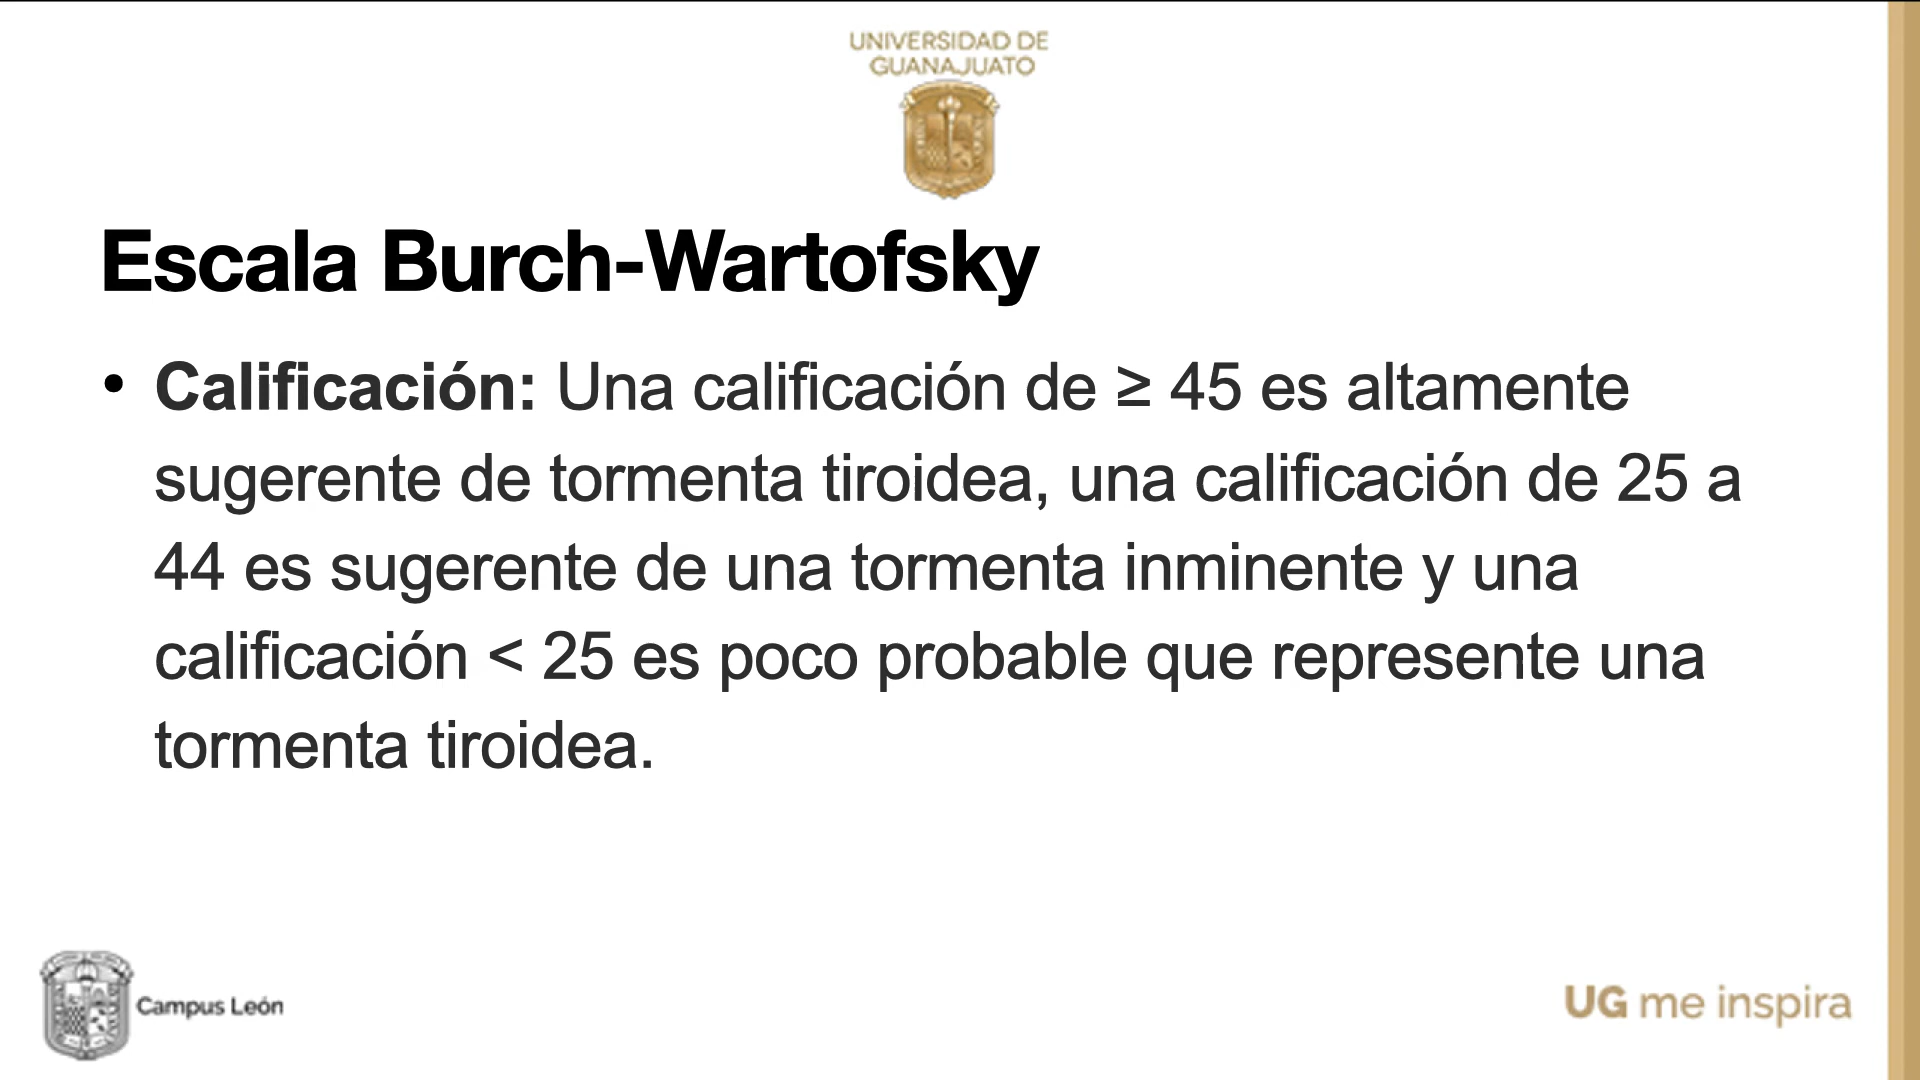 UNIVERSIDAD DE
GUANAJUATO
Escala Burch-Wartofsky
• Calificación: Una calificación de ≥ 45 es altamente
sugerente de tormenta tiroidea, una calificación de 25 a
44 es sugerente de una tormenta inminente y una
calificación < 25 es poco probable que represente una
tormenta tiroidea.
Campus León
UG me inspira